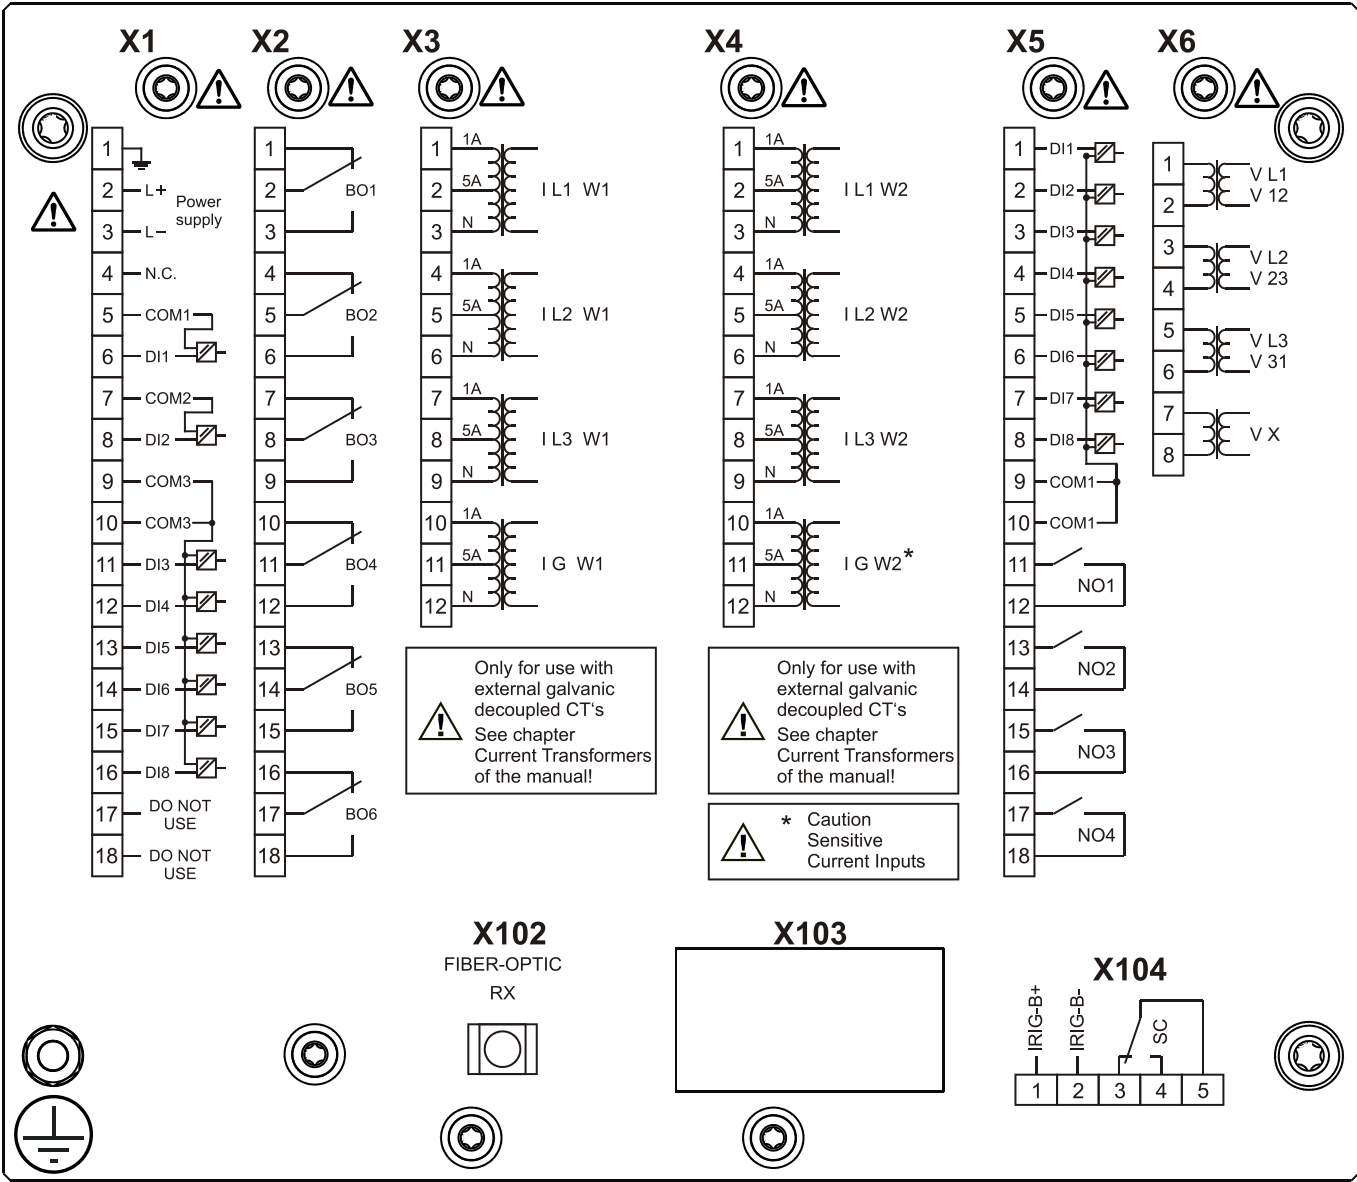 X1
X2
X3
X4
X5
X6
1
2 L+
Power
supply
3 L–
4 N.C.
5 COM1
6 DI1
7 COM2
8 DI2
9 COM3
10 COM3
11 DI3
12 DI4
13 DI5
14 DI6
15 DI7
16 DI8
17 DO NOT
USE
18 DO NOT
USE
1
2 BO1
3
4
5 BO2
6
7
8 BO3
9
10
11 BO4
12
13
14 BO5
15
16
17 BO6
18
1 1A
2 5A I L1 W1
3 N
4 1A
5 5A I L2 W1
6 N
7 1A
8 5A I L3 W1
9 N
10 1A
11 5A I G W1
12 N
Only for use with
external galvanic
decoupled CT‘s
See chapter
Current Transformers
of the manual!
1 1A
2 5A I L1 W2
3 N
4 1A
5 5A I L2 W2
6 N
7 1A
8 5A I L3 W2
9 N
10 1A
11 5A I G W2*
12 N
Only for use with
external galvanic
decoupled CT‘s
See chapter
Current Transformers
of the manual!
* Caution
Sensitive
Current Inputs
1 DI1
2 DI2
3 DI3
4 DI4
5 DI5
6 DI6
7 DI7
8 DI8
9 COM1
10 COM1
11
NO1
12
13
NO2
14
15
NO3
16
17
NO4
18
1 V L1
2 V 12
3 V L2
4 V 23
5 V L3
6 V 31
7
V X
8
X102
FIBER-OPTIC
RX
X103
X104
IRIG-B+
IRIG-B-
SC
1 2 3 4 5